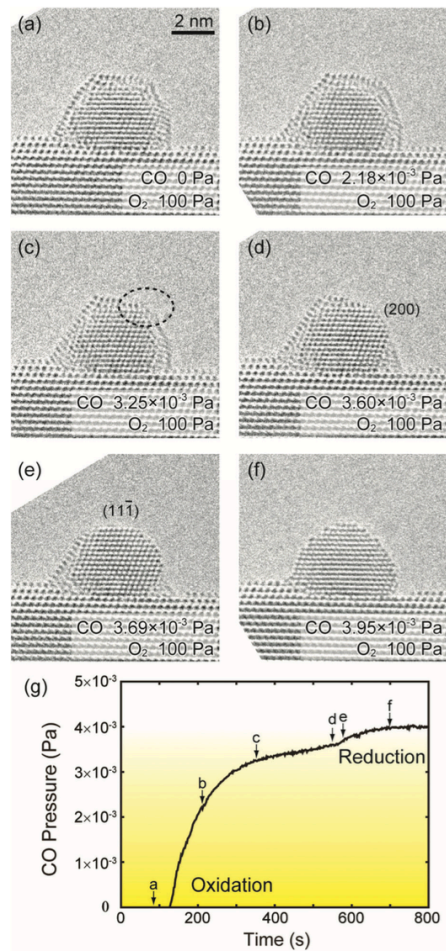 (a)
2 nm
CO 0 Pa
O₂ 100 Pa
(b)
CO 2.18×10⁻³ Pa
O₂ 100 Pa
(c)
CO 3.25×10⁻³ Pa
O₂ 100 Pa
(d)
(200)
CO 3.60×10⁻³ Pa
O₂ 100 Pa
(e)
(111̄)
CO 3.69×10⁻³ Pa
O₂ 100 Pa
(f)
CO 3.95×10⁻³ Pa
O₂ 100 Pa
(g)
CO Pressure (Pa)
5×10⁻³
4×10⁻³
3×10⁻³
2×10⁻³
1×10⁻³
0
a
b
c
d
e
f
Oxidation
Reduction
0 200 400 600 800
Time (s)